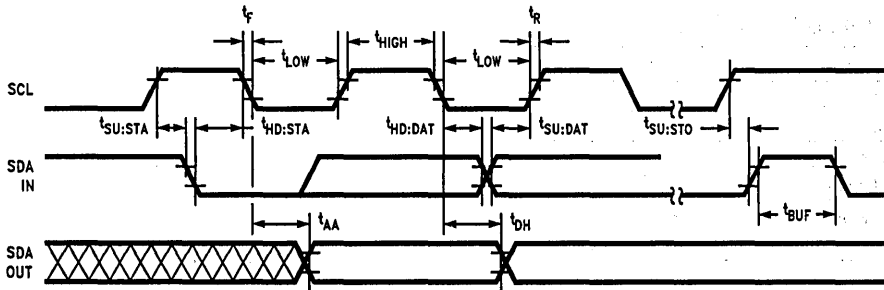 tF
tR
tLOW
tHIGH
tLOW
SCL
tSU:STA
tHD:STA
tHD:DAT
tSU:DAT
tSU:STO
SDA
IN
tBUF
tAA
tDH
SDA
OUT